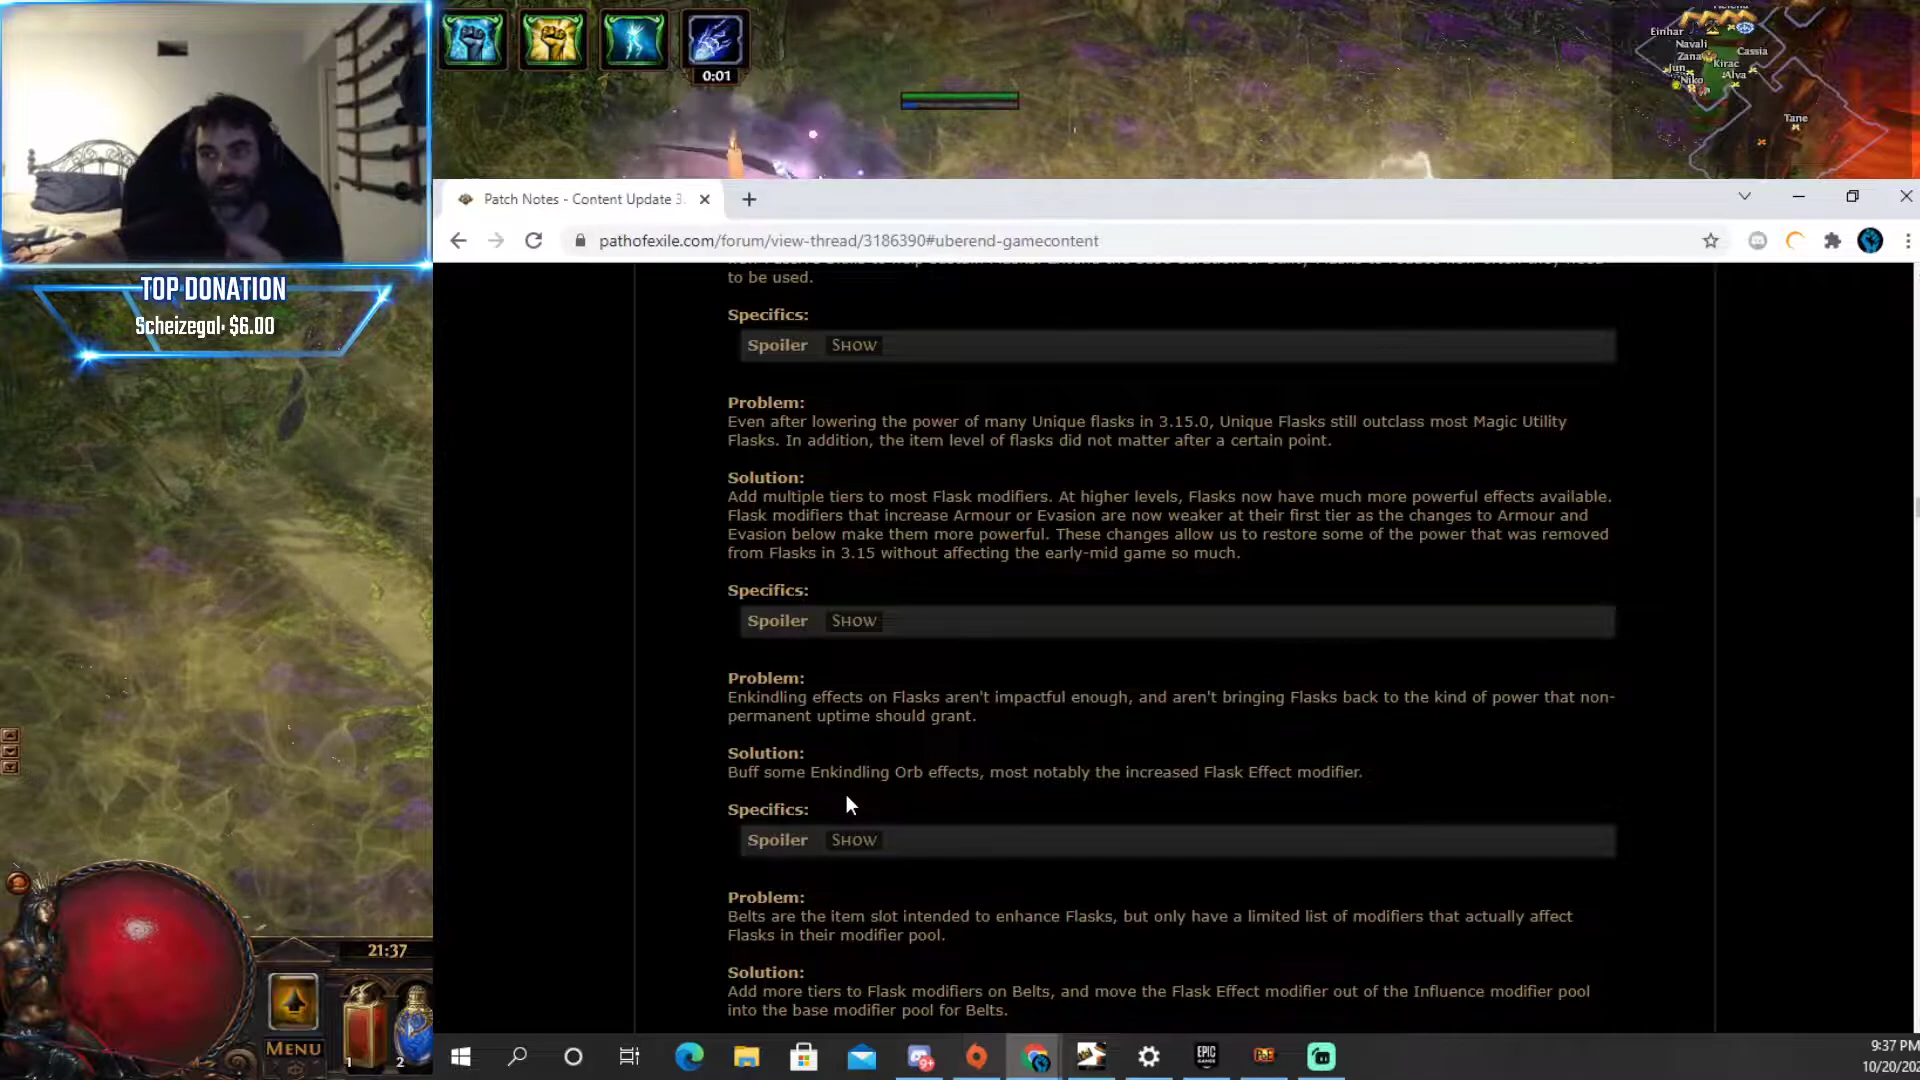 0:01
Helena
Einhar
Navali
Cassia
Zana
Kirac
Jun
Alva
Niko
Tane
Patch Notes - Content Update 3.
pathofexile.com/forum/view-thread/3186390#uberend-gamecontent
TOP DONATION
Scheizegal: $6.00
to be used.
Specifics:
Spoiler SHOW
Problem:
Even after lowering the power of many Unique flasks in 3.15.0, Unique Flasks still outclass most Magic Utility
Flasks. In addition, the item level of flasks did not matter after a certain point.
Solution:
Add multiple tiers to most Flask modifiers. At higher levels, Flasks now have much more powerful effects available.
Flask modifiers that increase Armour or Evasion are now weaker at their first tier as the changes to Armour and
Evasion below make them more powerful. These changes allow us to restore some of the power that was removed
from Flasks in 3.15 without affecting the early-mid game so much.
Specifics:
Spoiler SHOW
Problem:
Enkindling effects on Flasks aren't impactful enough, and aren't bringing Flasks back to the kind of power that non-
permanent uptime should grant.
Solution:
Buff some Enkindling Orb effects, most notably the increased Flask Effect modifier.
Specifics:
Spoiler SHOW
Problem:
Belts are the item slot intended to enhance Flasks, but only have a limited list of modifiers that actually affect
Flasks in their modifier pool.
Solution:
Add more tiers to Flask modifiers on Belts, and move the Flask Effect modifier out of the Influence modifier pool
into the base modifier pool for Belts.
21:37
MENU
1
2
9+
EPIC
GAMES
PoE
9:37 PM
10/20/202